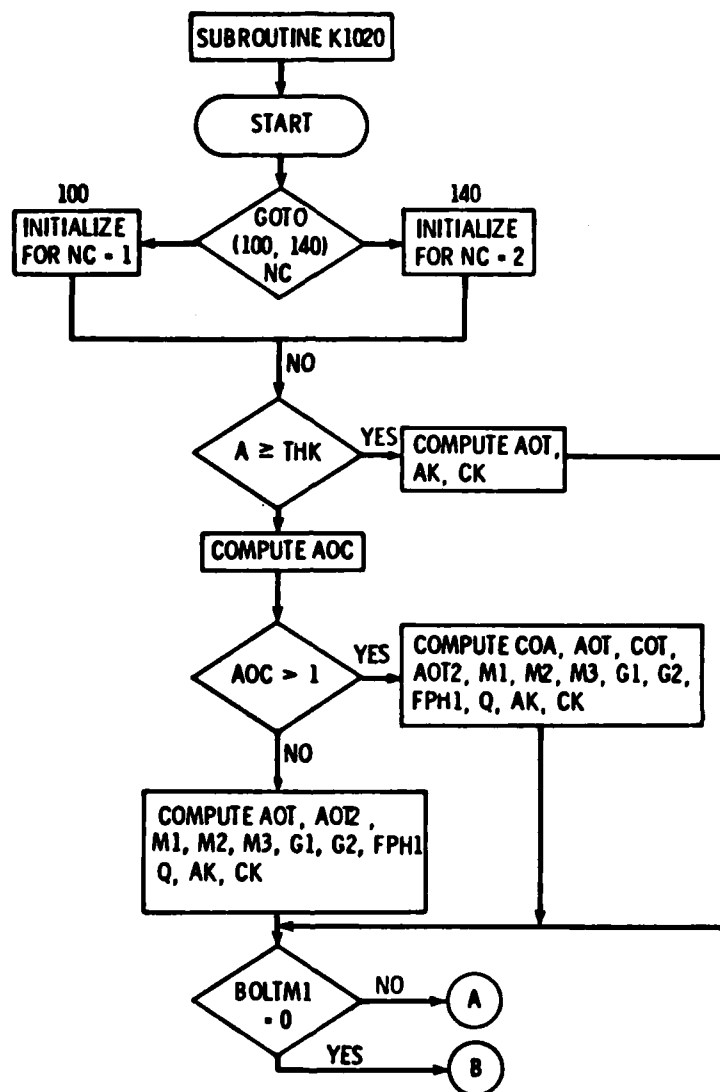 SUBROUTINE K1020
START
100
INITIALIZE
FOR NC = 1
GOTO
(100, 140)
NC
140
INITIALIZE
FOR NC = 2
NO
A ≥ THK
YES
COMPUTE AOT,
AK, CK
COMPUTE AOC
AOC > 1
YES
COMPUTE COA, AOT, COT,
AOT2, M1, M2, M3, G1, G2,
FPH1, Q, AK, CK
NO
COMPUTE AOT, AOT2,
M1, M2, M3, G1, G2, FPH1
Q, AK, CK
BOLTM1
= 0
NO
A
YES
B